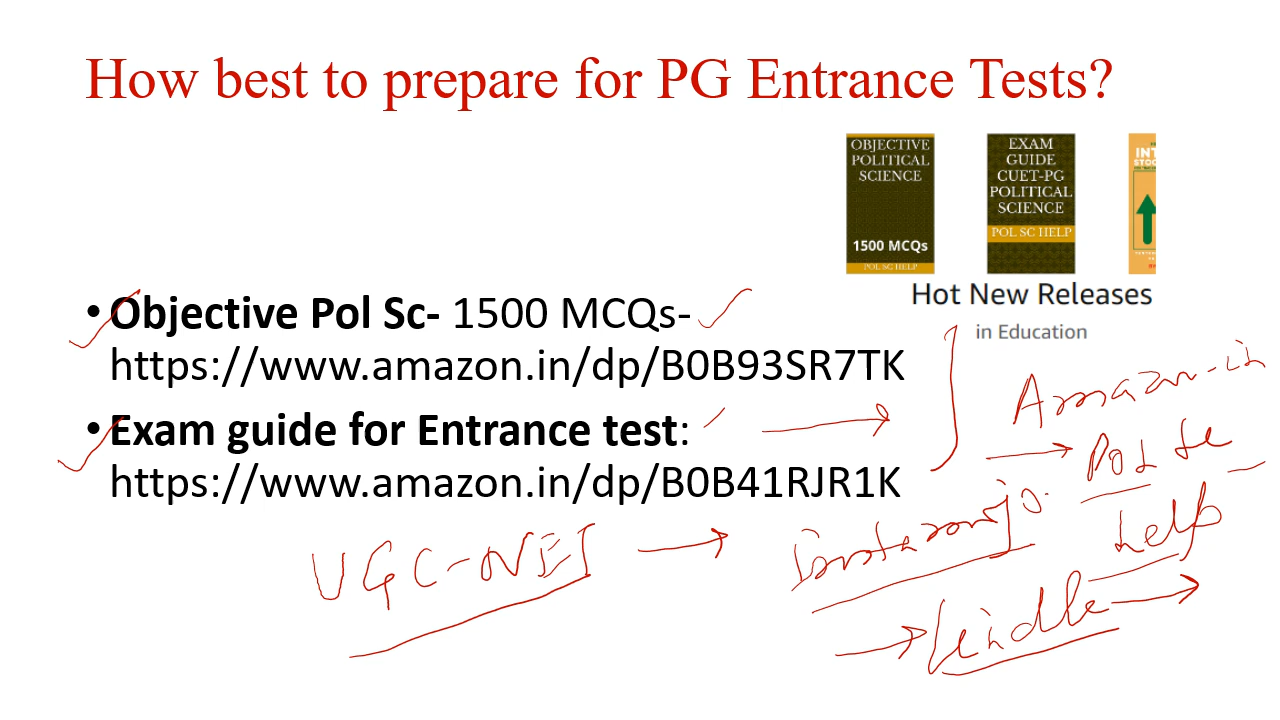 How best to prepare for PG Entrance Tests?
OBJECTIVE
POLITICAL
SCIENCE
1500 MCQs
POL SC HELP
EXAM
GUIDE
CUET-PG
POLITICAL
SCIENCE
POL SC HELP
Hot New Releases
in Education
• Objective Pol Sc- 1500 MCQs-
https://www.amazon.in/dp/B0B93SR7TK
• Exam guide for Entrance test:
https://www.amazon.in/dp/B0B41RJR1K
Amazon.in
Pol Sc
help
UGC-NET
Kindle